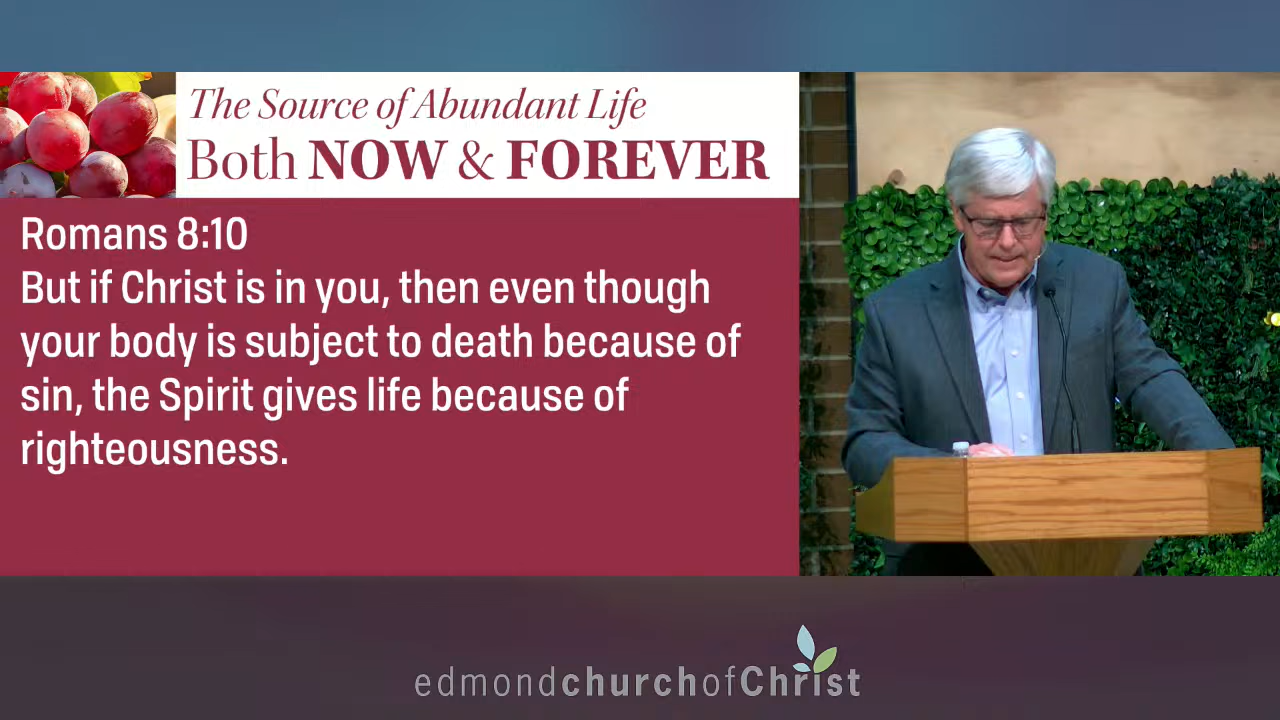 The Source of Abundant Life
Both NOW & FOREVER
Romans 8:10
But if Christ is in you, then even though
your body is subject to death because of
sin, the Spirit gives life because of
righteousness.
edmondchurchofChrist